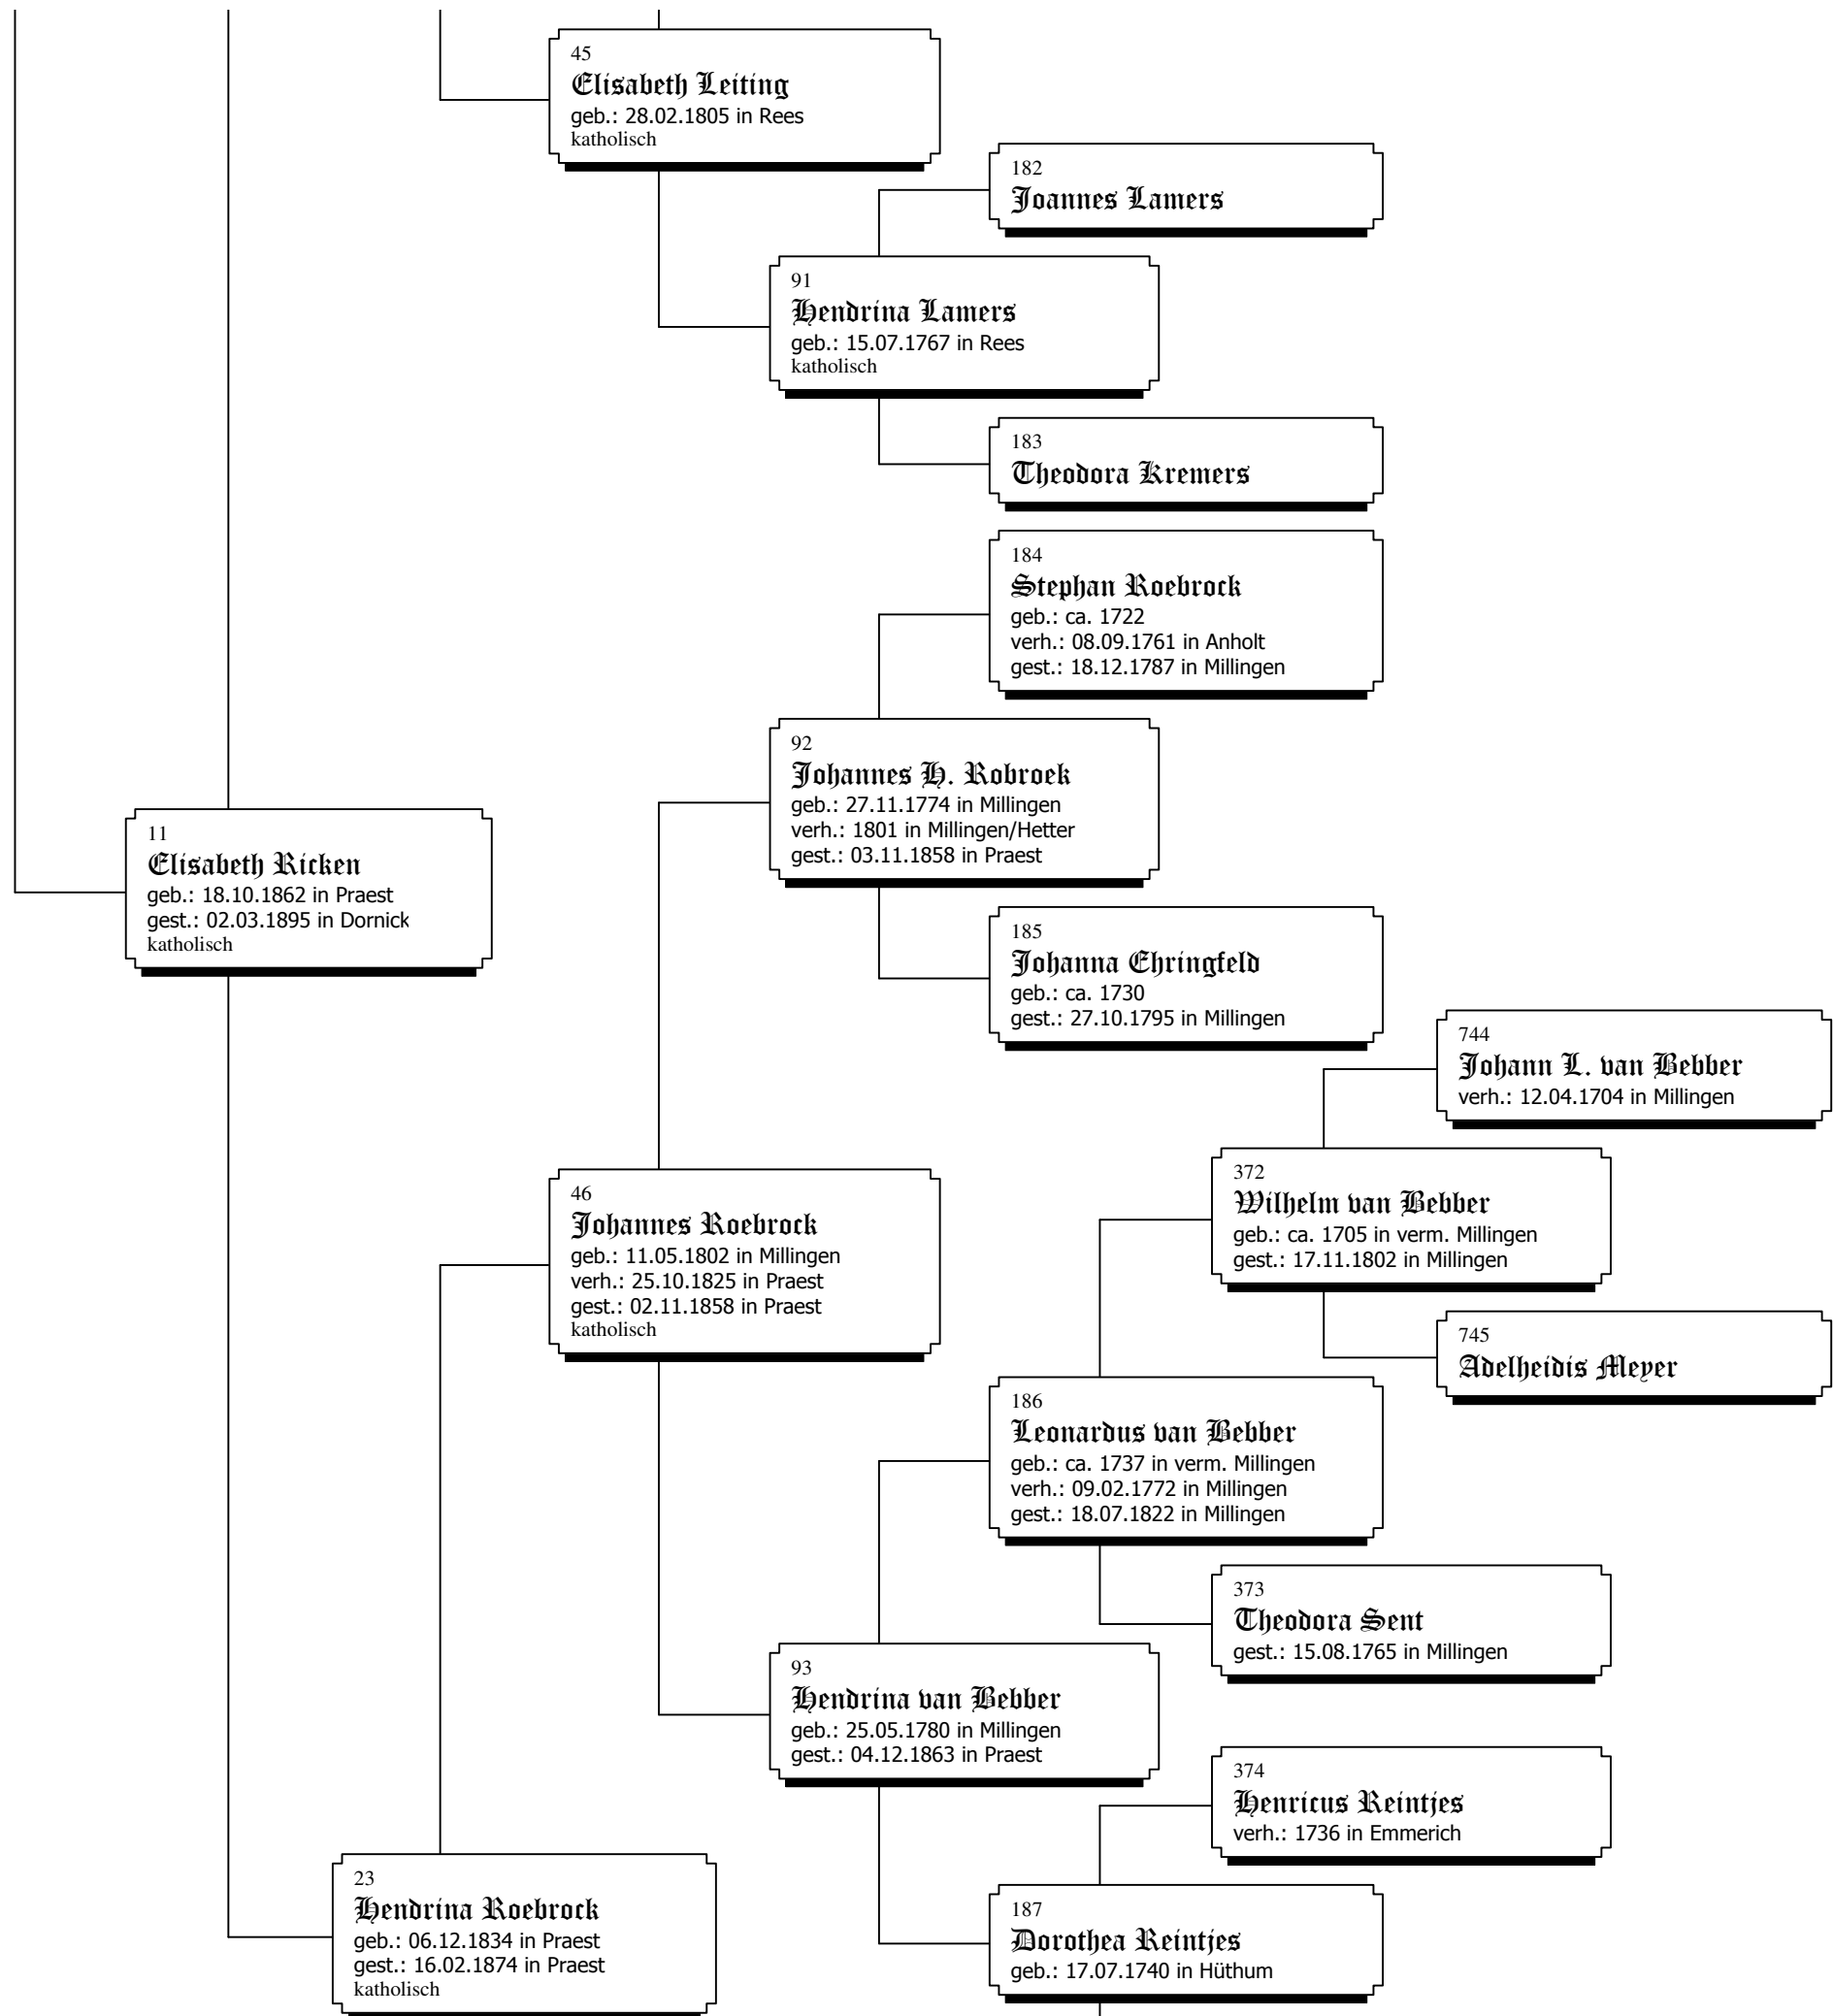 45
Elisabeth Leiting
geb.: 28.02.1805 in Rees
katholisch
182
Joannes Lamers
91
Hendrina Lamers
geb.: 15.07.1767 in Rees
katholisch
183
Theodora Kremers
184
Stephan Roebrock
geb.: ca. 1722
verh.: 08.09.1761 in Anholt
gest.: 18.12.1787 in Millingen
92
Johannes H. Robroek
geb.: 27.11.1774 in Millingen
verh.: 1801 in Millingen/Hetter
gest.: 03.11.1858 in Praest
11
Elisabeth Ricken
geb.: 18.10.1862 in Praest
gest.: 02.03.1895 in Dornick
katholisch
185
Johanna Ehringfeld
geb.: ca. 1730
gest.: 27.10.1795 in Millingen
744
Johann L. van Bebber
verh.: 12.04.1704 in Millingen
372
Wilhelm van Bebber
geb.: ca. 1705 in verm. Millingen
gest.: 17.11.1802 in Millingen
46
Johannes Roebrock
geb.: 11.05.1802 in Millingen
verh.: 25.10.1825 in Praest
gest.: 02.11.1858 in Praest
katholisch
745
Adelheidis Meyer
186
Leonardus van Bebber
geb.: ca. 1737 in verm. Millingen
verh.: 09.02.1772 in Millingen
gest.: 18.07.1822 in Millingen
373
Theodora Sent
gest.: 15.08.1765 in Millingen
93
Hendrina van Bebber
geb.: 25.05.1780 in Millingen
gest.: 04.12.1863 in Praest
374
Henricus Reintjes
verh.: 1736 in Emmerich
23
Hendrina Roebrock
geb.: 06.12.1834 in Praest
gest.: 16.02.1874 in Praest
katholisch
187
Dorothea Reintjes
geb.: 17.07.1740 in Hüthum